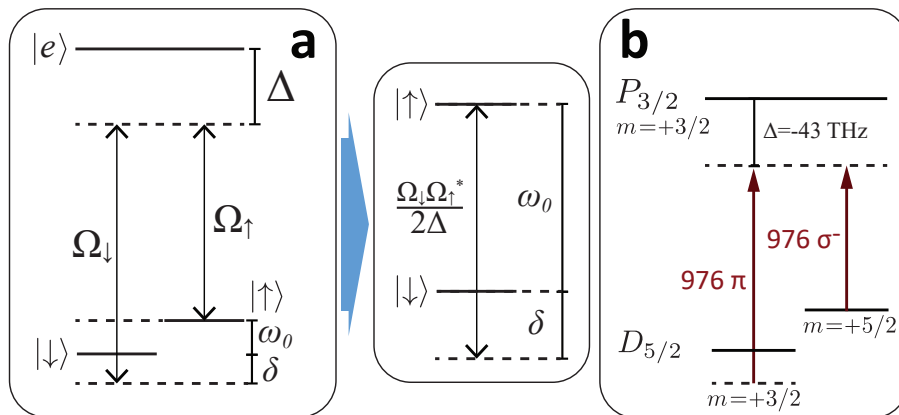 a
|e⟩
Δ
Ω↓
Ω↑
|↑⟩
ω₀
|↓⟩
δ
|↑⟩
Ω↓Ω↑*
2Δ
ω₀
|↓⟩
δ
b
P3/2
m=+3/2
Δ=-43 THz
976 π
976 σ-
m=+5/2
D5/2
m=+3/2